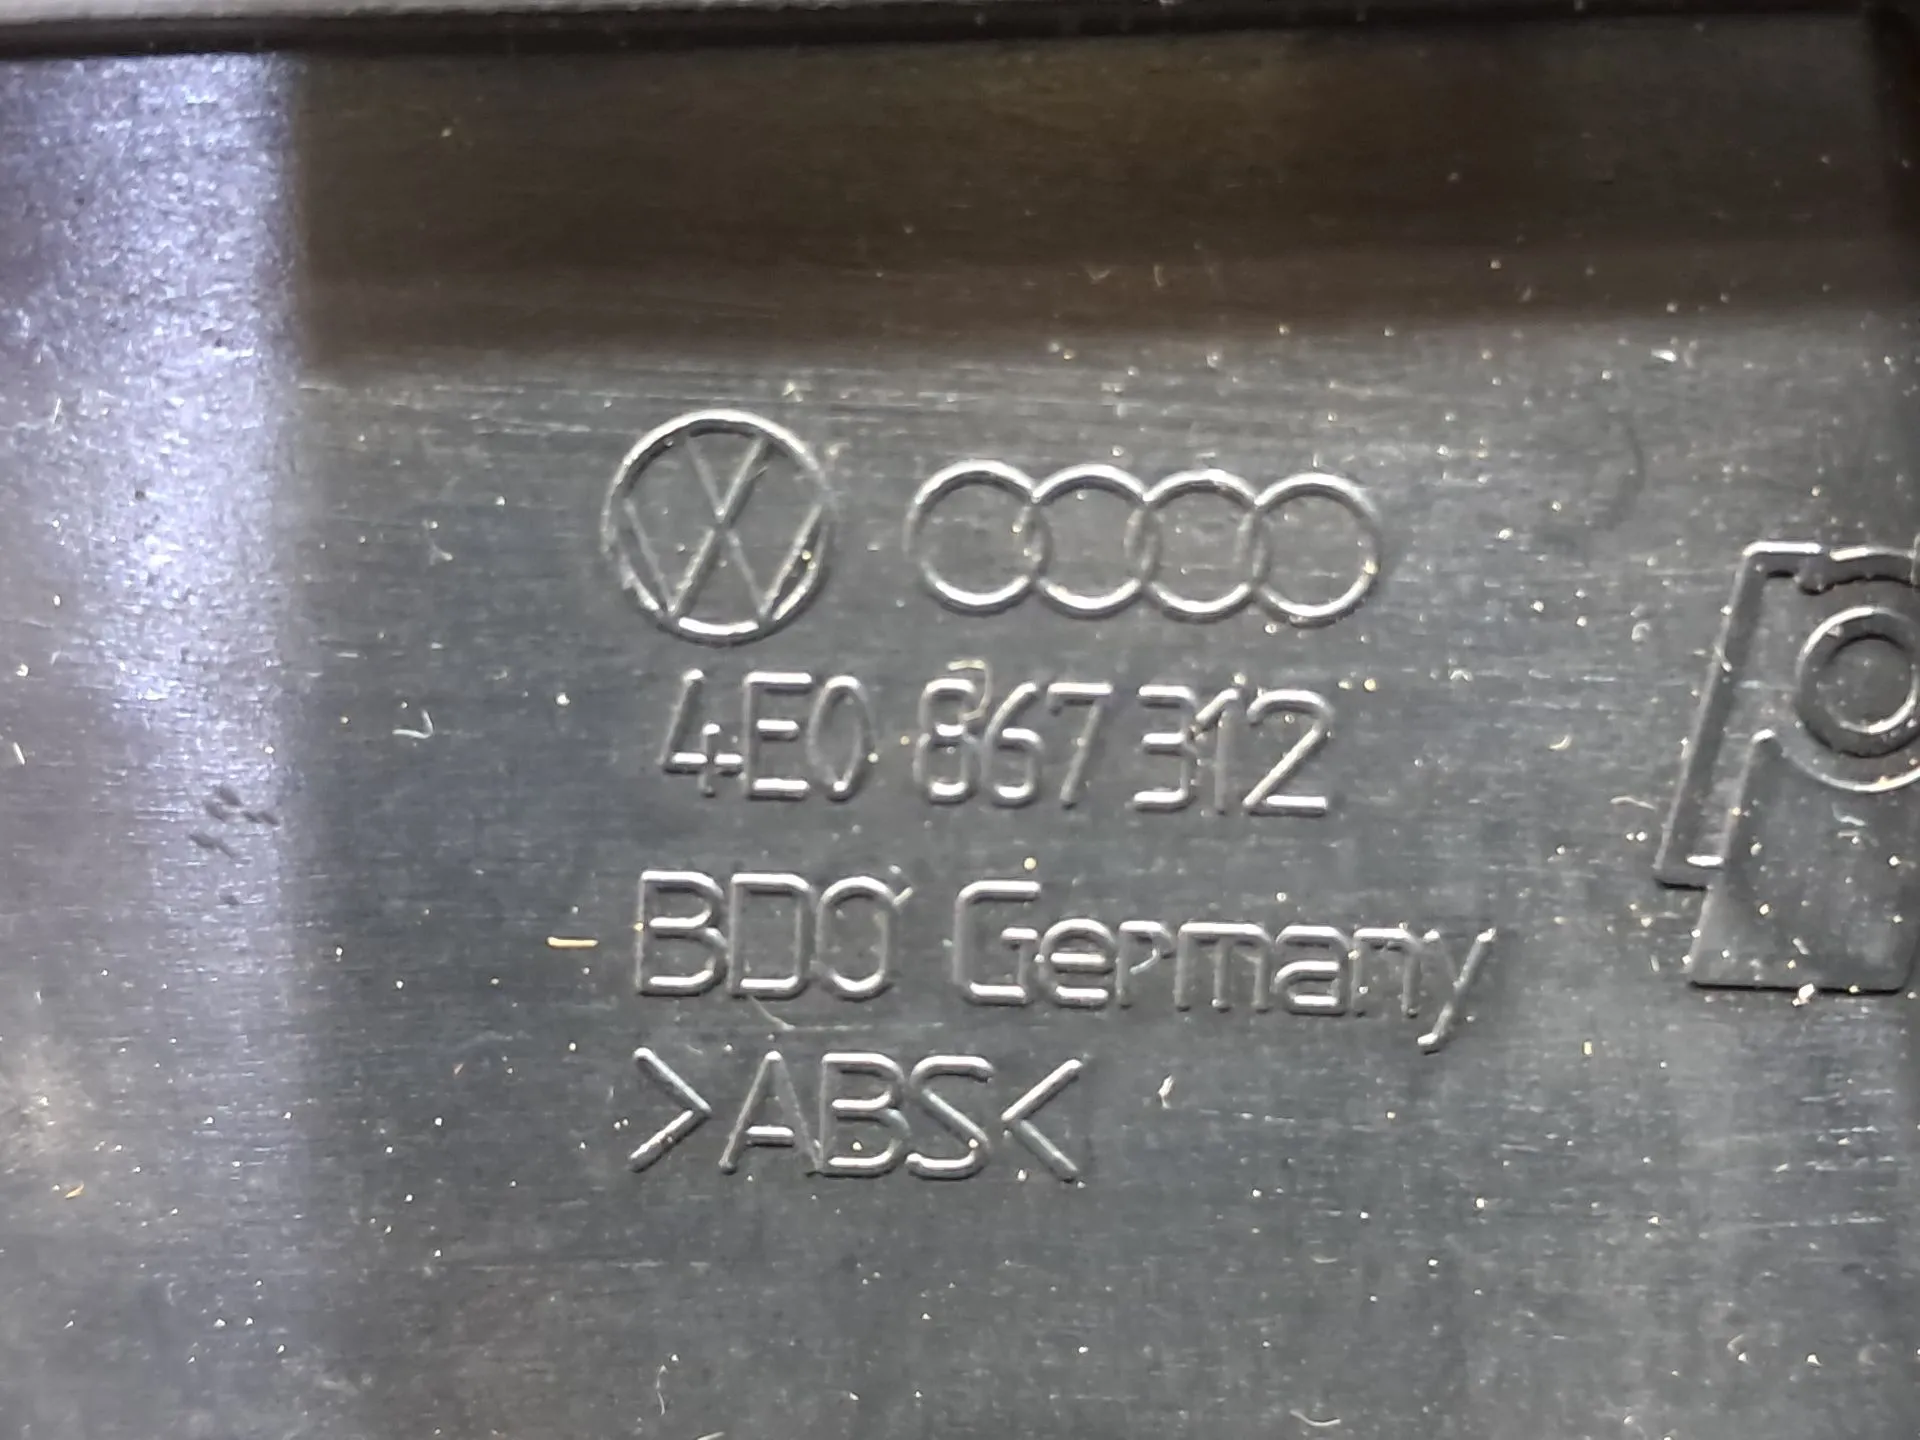 4E0 867 312
BDO Germany
>ABS<